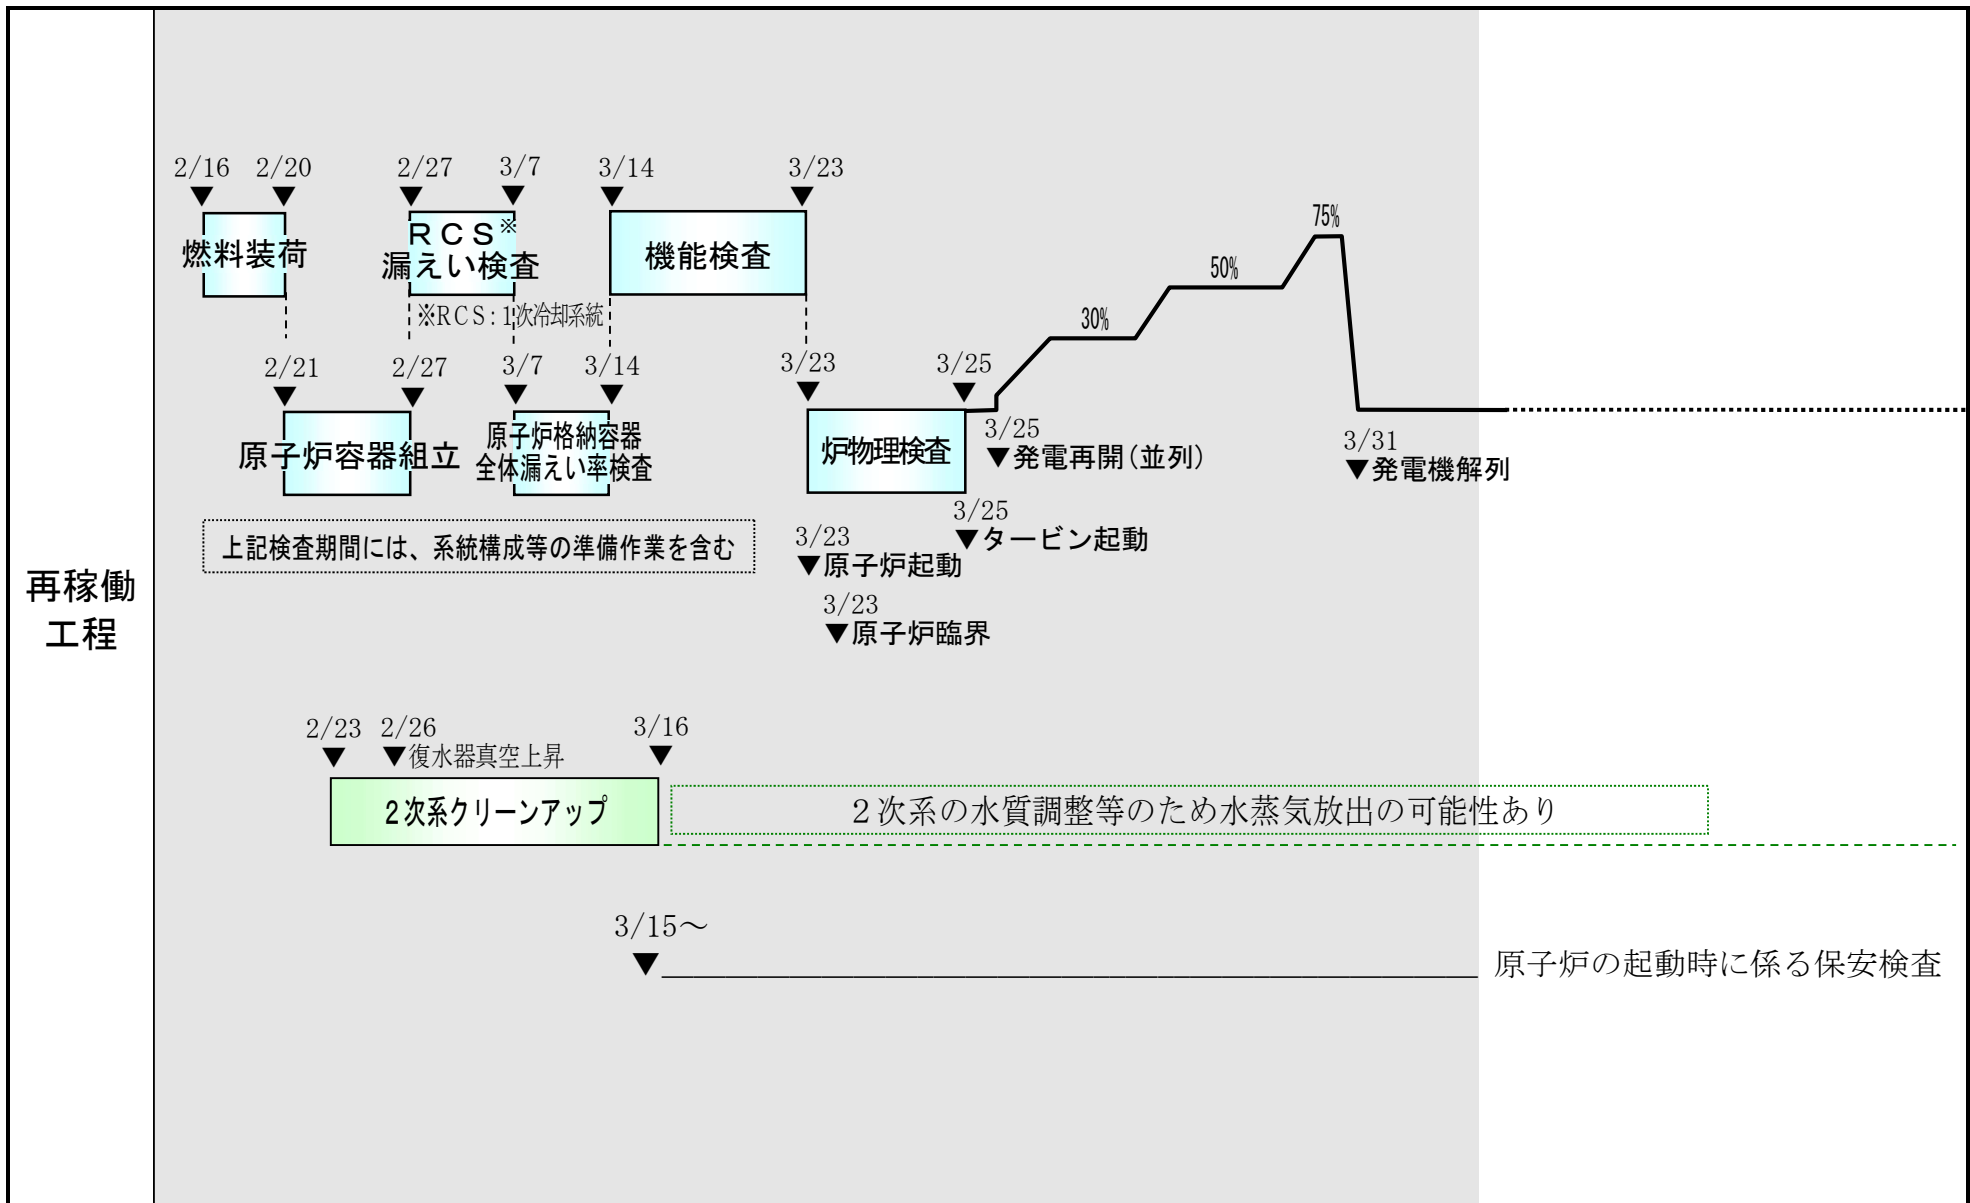 再稼働
工程
2/16 2/20 2/27 3/7 3/14 3/23
▼ ▼ ▼ ▼ ▼ ▼
燃料装荷
ＲＣＳ※
漏えい検査
機能検査
※RCS:1次冷却系統
30%
50%
75%
2/21 2/27 3/7 3/14 3/23 3/25
▼ ▼ ▼ ▼ ▼ ▼
原子炉容器組立
原子炉格納容器
全体漏えい率検査
炉物理検査
3/25
▼発電再開(並列)
3/31
▼発電機解列
3/25
▼タービン起動
上記検査期間には、系統構成等の準備作業を含む
3/23
▼原子炉起動
3/23
▼原子炉臨界
2/23 2/26 3/16
▼ ▼復水器真空上昇 ▼
２次系クリーンアップ
２次系の水質調整等のため水蒸気放出の可能性あり
3/15～
▼
原子炉の起動時に係る保安検査